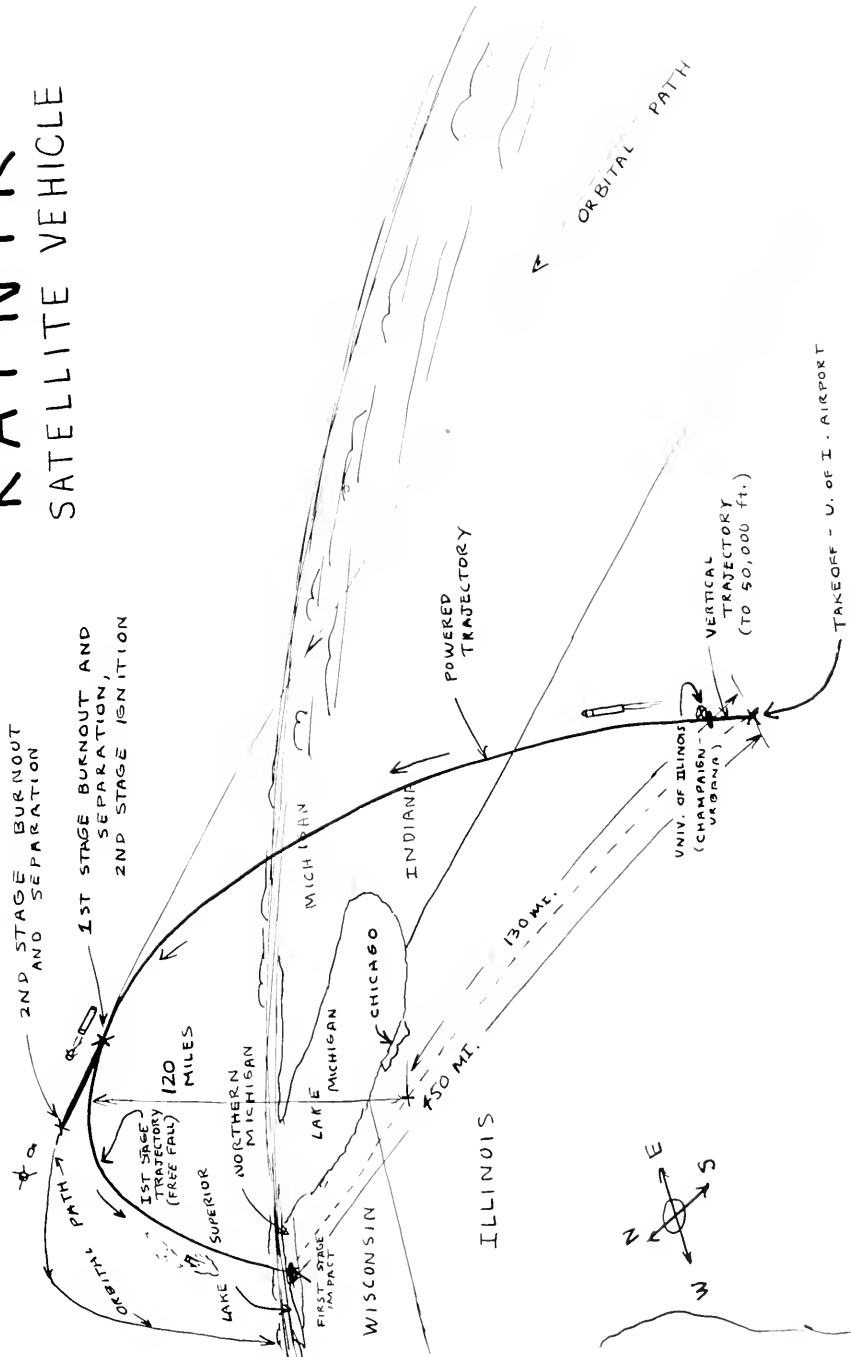 SATELLITE VEHICLE
2ND STAGE BURNOUT
AND SEPARATION
1ST STAGE BURNOUT AND
SEPARATION,
2ND STAGE IGNITION
ORBITAL PATH
120
MILES
1ST STAGE
TRAJECTORY
(FREE FALL)
NORTHERN
MICHIGAN
LAKE SUPERIOR
FIRST STAGE
IMPACT
WISCONSIN
LAKE
MICHIGAN
CHICAGO
MICHIGAN
INDIANA
POWERED
TRAJECTORY
ORBITAL PATH
130 MI.
450 MI.
ILLINOIS
UNIV. OF ILLINOIS
(CHAMPAIGN-
URBANA)
VERTICAL
TRAJECTORY
(TO 50,000 ft.)
TAKEOFF - U. OF I. AIRPORT
N
E
S
W